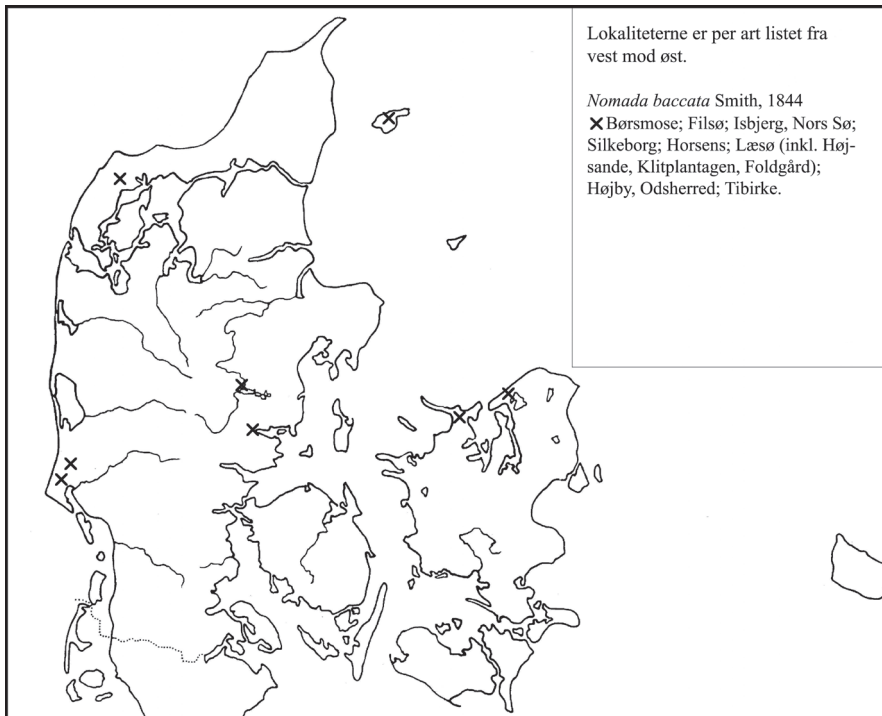 Lokaliteterne er per art listet fra
vest mod øst.
Nomada baccata Smith, 1844
✕ Børsmose; Filsø; Isbjerg, Nors Sø;
Silkeborg; Horsens; Læsø (inkl. Høj-
sande, Klitplantagen, Foldgård);
Højby, Odsherred; Tibirke.